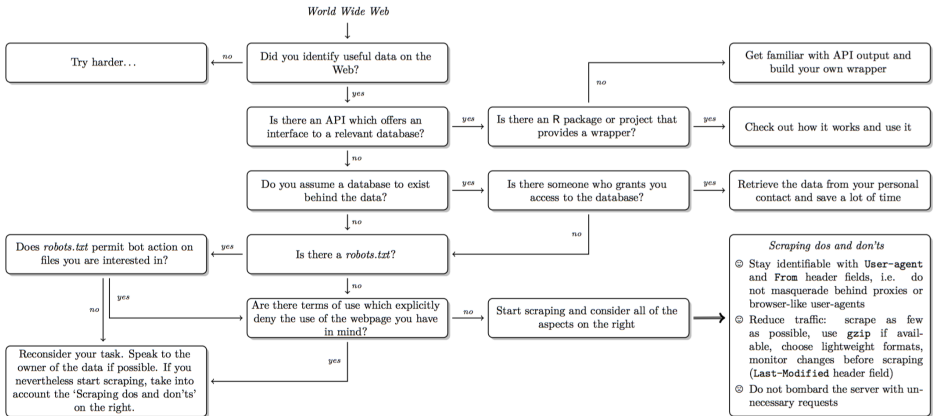 World Wide Web
Try harder...
no
Did you identify useful data on the
Web?
Get familiar with API output and
build your own wrapper
yes
no
Is there an API which offers an
interface to a relevant database?
yes
Is there an R package or project that
provides a wrapper?
yes
Check out how it works and use it
no
Do you assume a database to exist
behind the data?
yes
Is there someone who grants you
access to the database?
yes
Retrieve the data from your personal
contact and save a lot of time
no
no
Does robots.txt permit bot action on
files you are interested in?
yes
Is there a robots.txt?
no
yes
no
Are there terms of use which explicitly
deny the use of the webpage you have
in mind?
no
Start scraping and consider all of the
aspects on the right
yes
Reconsider your task. Speak to the
owner of the data if possible. If you
nevertheless start scraping, take into
account the ‘Scraping dos and don'ts’
on the right.
Scraping dos and don'ts
☺ Stay identifiable with User-agent
and From header fields, i.e. do
not masquerade behind proxies or
browser-like user-agents
☺ Reduce traffic: scrape as few
as possible, use gzip if avail-
able, choose lightweight formats,
monitor changes before scraping
(Last-Modified header field)
☹ Do not bombard the server with un-
necessary requests